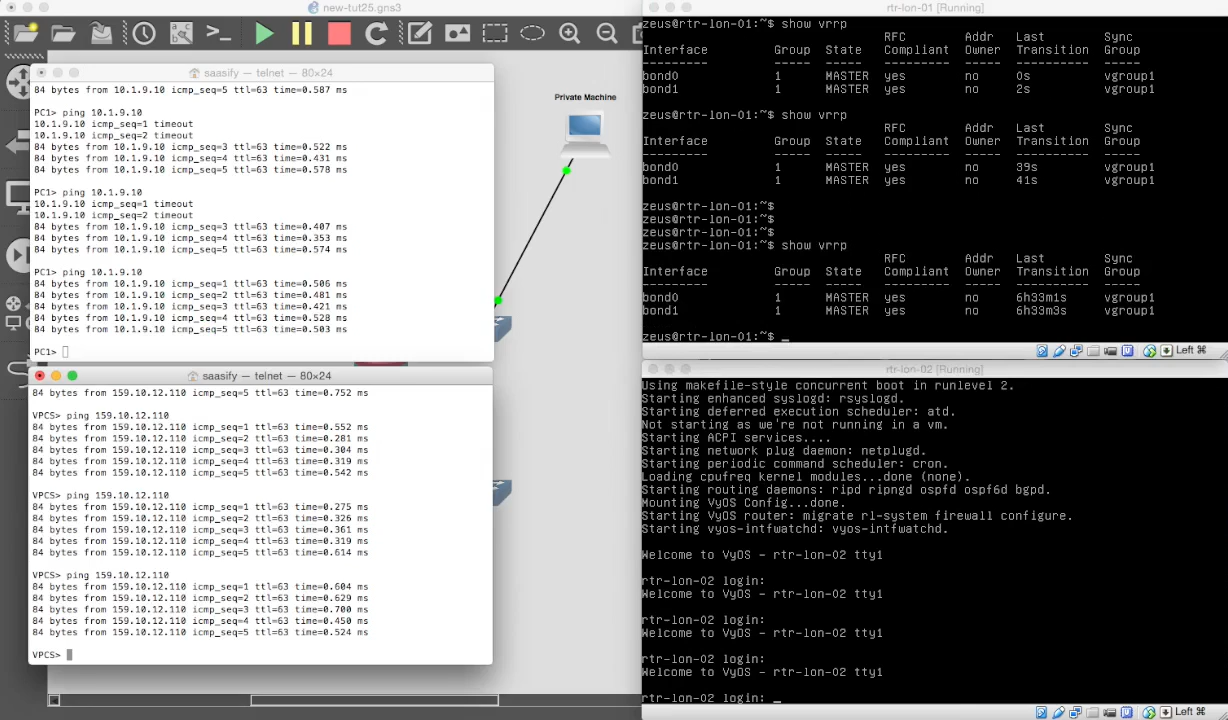 new-tut25.gns3
saasify — telnet — 80×24
84 bytes from 10.1.9.10 icmp_seq=5 ttl=63 time=0.587 ms
PC1> ping 10.1.9.10
10.1.9.10 icmp_seq=1 timeout
10.1.9.10 icmp_seq=2 timeout
84 bytes from 10.1.9.10 icmp_seq=3 ttl=63 time=0.522 ms
84 bytes from 10.1.9.10 icmp_seq=4 ttl=63 time=0.431 ms
84 bytes from 10.1.9.10 icmp_seq=5 ttl=63 time=0.578 ms
PC1> ping 10.1.9.10
10.1.9.10 icmp_seq=1 timeout
10.1.9.10 icmp_seq=2 timeout
84 bytes from 10.1.9.10 icmp_seq=3 ttl=63 time=0.407 ms
84 bytes from 10.1.9.10 icmp_seq=4 ttl=63 time=0.353 ms
84 bytes from 10.1.9.10 icmp_seq=5 ttl=63 time=0.574 ms
PC1> ping 10.1.9.10
84 bytes from 10.1.9.10 icmp_seq=1 ttl=63 time=0.506 ms
84 bytes from 10.1.9.10 icmp_seq=2 ttl=63 time=0.481 ms
84 bytes from 10.1.9.10 icmp_seq=3 ttl=63 time=0.421 ms
84 bytes from 10.1.9.10 icmp_seq=4 ttl=63 time=0.528 ms
84 bytes from 10.1.9.10 icmp_seq=5 ttl=63 time=0.503 ms
PC1>
Private Machine
saasify — telnet — 80×24
84 bytes from 159.10.12.110 icmp_seq=5 ttl=63 time=0.752 ms
VPCS> ping 159.10.12.110
84 bytes from 159.10.12.110 icmp_seq=1 ttl=63 time=0.552 ms
84 bytes from 159.10.12.110 icmp_seq=2 ttl=63 time=0.281 ms
84 bytes from 159.10.12.110 icmp_seq=3 ttl=63 time=0.304 ms
84 bytes from 159.10.12.110 icmp_seq=4 ttl=63 time=0.319 ms
84 bytes from 159.10.12.110 icmp_seq=5 ttl=63 time=0.542 ms
VPCS> ping 159.10.12.110
84 bytes from 159.10.12.110 icmp_seq=1 ttl=63 time=0.275 ms
84 bytes from 159.10.12.110 icmp_seq=2 ttl=63 time=0.326 ms
84 bytes from 159.10.12.110 icmp_seq=3 ttl=63 time=0.361 ms
84 bytes from 159.10.12.110 icmp_seq=4 ttl=63 time=0.319 ms
84 bytes from 159.10.12.110 icmp_seq=5 ttl=63 time=0.614 ms
VPCS> ping 159.10.12.110
84 bytes from 159.10.12.110 icmp_seq=1 ttl=63 time=0.604 ms
84 bytes from 159.10.12.110 icmp_seq=2 ttl=63 time=0.629 ms
84 bytes from 159.10.12.110 icmp_seq=3 ttl=63 time=0.700 ms
84 bytes from 159.10.12.110 icmp_seq=4 ttl=63 time=0.450 ms
84 bytes from 159.10.12.110 icmp_seq=5 ttl=63 time=0.524 ms
VPCS>
rtr-lon-01 [Running]
zeus@rtr-lon-01:~$ show vrrp
RFC Addr Last Sync
Interface Group State Compliant Owner Transition Group
--------- ----- ----- --------- ----- ---------- -----
bond0 1 MASTER yes no 0s vgroup1
bond1 1 MASTER yes no 2s vgroup1
zeus@rtr-lon-01:~$ show vrrp
RFC Addr Last Sync
Interface Group State Compliant Owner Transition Group
--------- ----- ----- --------- ----- ---------- -----
bond0 1 MASTER yes no 39s vgroup1
bond1 1 MASTER yes no 41s vgroup1
zeus@rtr-lon-01:~$
zeus@rtr-lon-01:~$
zeus@rtr-lon-01:~$
zeus@rtr-lon-01:~$ show vrrp
RFC Addr Last Sync
Interface Group State Compliant Owner Transition Group
--------- ----- ----- --------- ----- ---------- -----
bond0 1 MASTER yes no 6h33m1s vgroup1
bond1 1 MASTER yes no 6h33m3s vgroup1
zeus@rtr-lon-01:~$ _
Left ⌘
rtr-lon-02 [Running]
Using makefile-style concurrent boot in runlevel 2.
Starting enhanced syslogd: rsyslogd.
Starting deferred execution scheduler: atd.
Not starting as we're not running in a vm.
Starting ACPI services....
Starting network plug daemon: netplugd.
Starting periodic command scheduler: cron.
Loading cpufreq kernel modules...done (none).
Starting routing daemons: ripd ripngd ospfd ospf6d bgpd.
Mounting VyOS Config...done.
Starting VyOS router: migrate rl-system firewall configure.
Starting vyos-intfwatchd: vyos-intfwatchd.
Welcome to VyOS - rtr-lon-02 tty1
rtr-lon-02 login:
Welcome to VyOS - rtr-lon-02 tty1
rtr-lon-02 login:
Welcome to VyOS - rtr-lon-02 tty1
rtr-lon-02 login:
Welcome to VyOS - rtr-lon-02 tty1
rtr-lon-02 login: _
Left ⌘